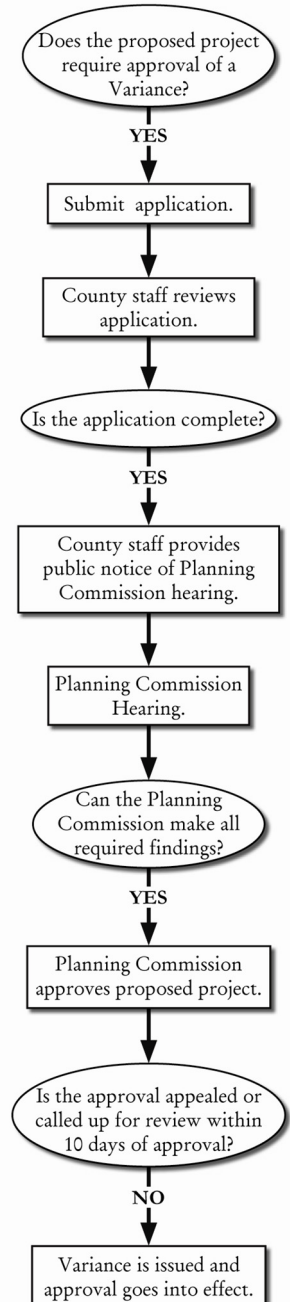 Does the proposed project
require approval of a
Variance?
YES
Submit application.
County staff reviews
application.
Is the application complete?
YES
County staff provides
public notice of Planning
Commission hearing.
Planning Commission
Hearing.
Can the Planning
Commission make all
required findings?
YES
Planning Commission
approves proposed project.
Is the approval appealed or
called up for review within
10 days of approval?
NO
Variance is issued and
approval goes into effect.